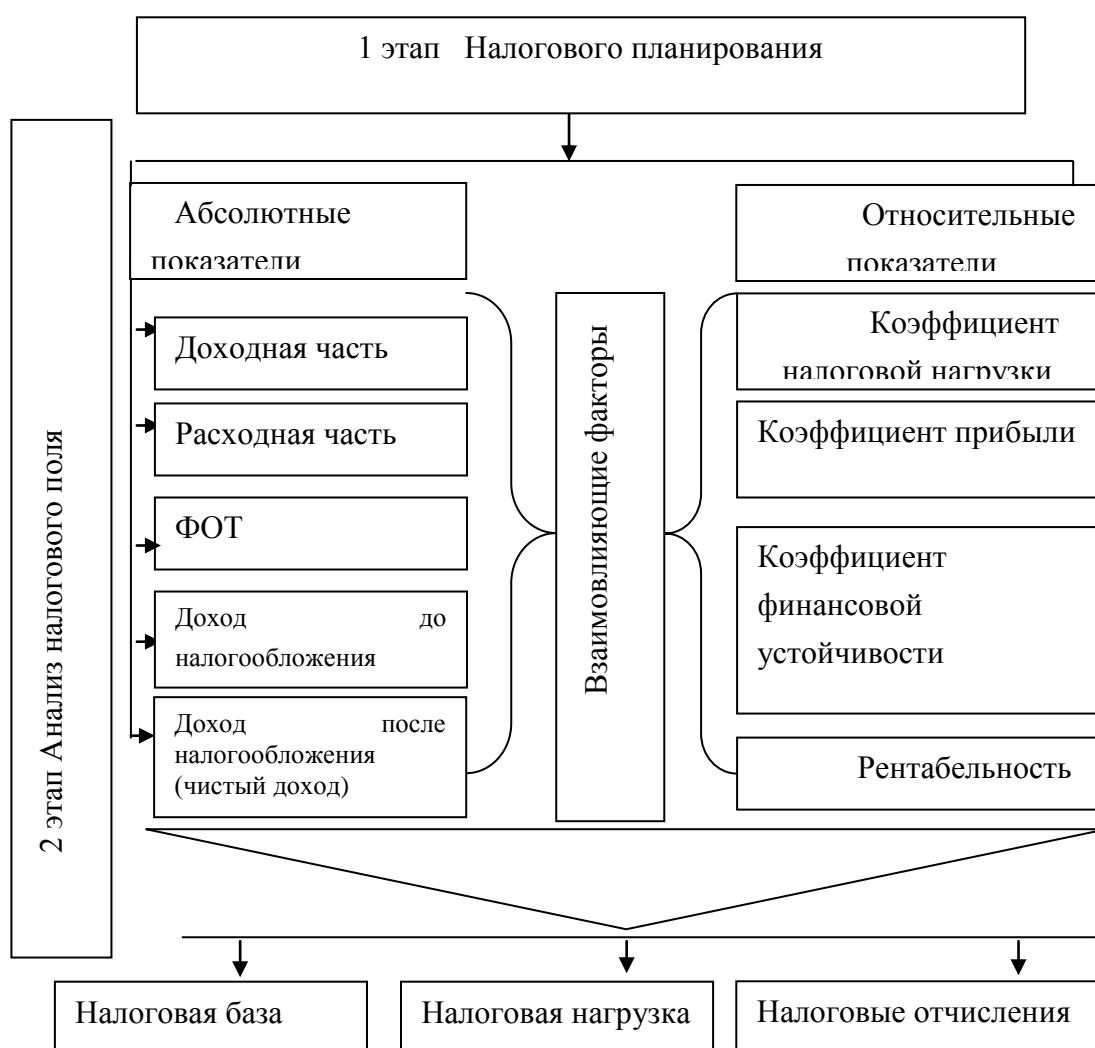 1 этап Налогового планирования
2 этап Анализ налогового поля
Абсолютные
показатели
Относительные
показатели
Доходная часть
Расходная часть
ФОТ
Доход до
налогообложения
Доход после
налогообложения
(чистый доход)
Взаимовлияющие факторы
Коэффициент
налоговой нагрузки
Коэффициент прибыли
Коэффициент
финансовой
устойчивости
Рентабельность
Налоговая база
Налоговая нагрузка
Налоговые отчисления